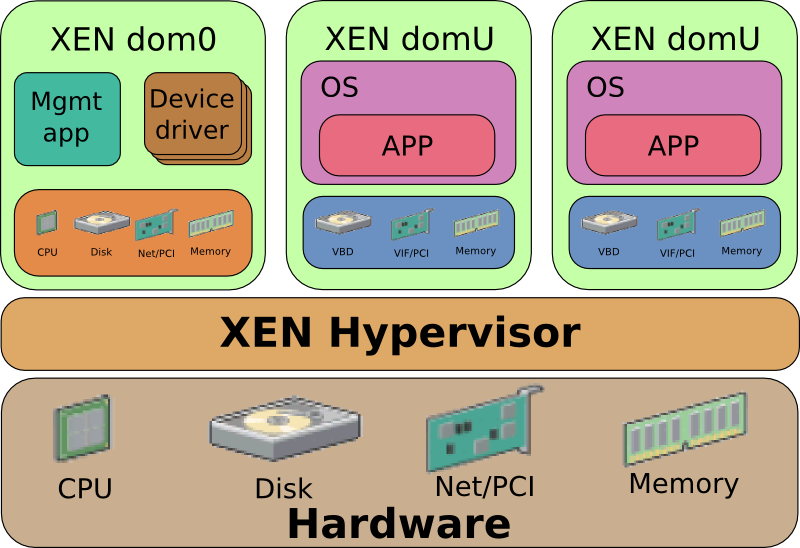 XEN dom0
Mgmt
app
Device
driver
CPU Disk Net/PCI Memory
XEN domU
OS
APP
VBD VIF/PCI Memory
XEN domU
OS
APP
VBD VIF/PCI Memory
XEN Hypervisor
CPU Disk Net/PCI Memory
Hardware